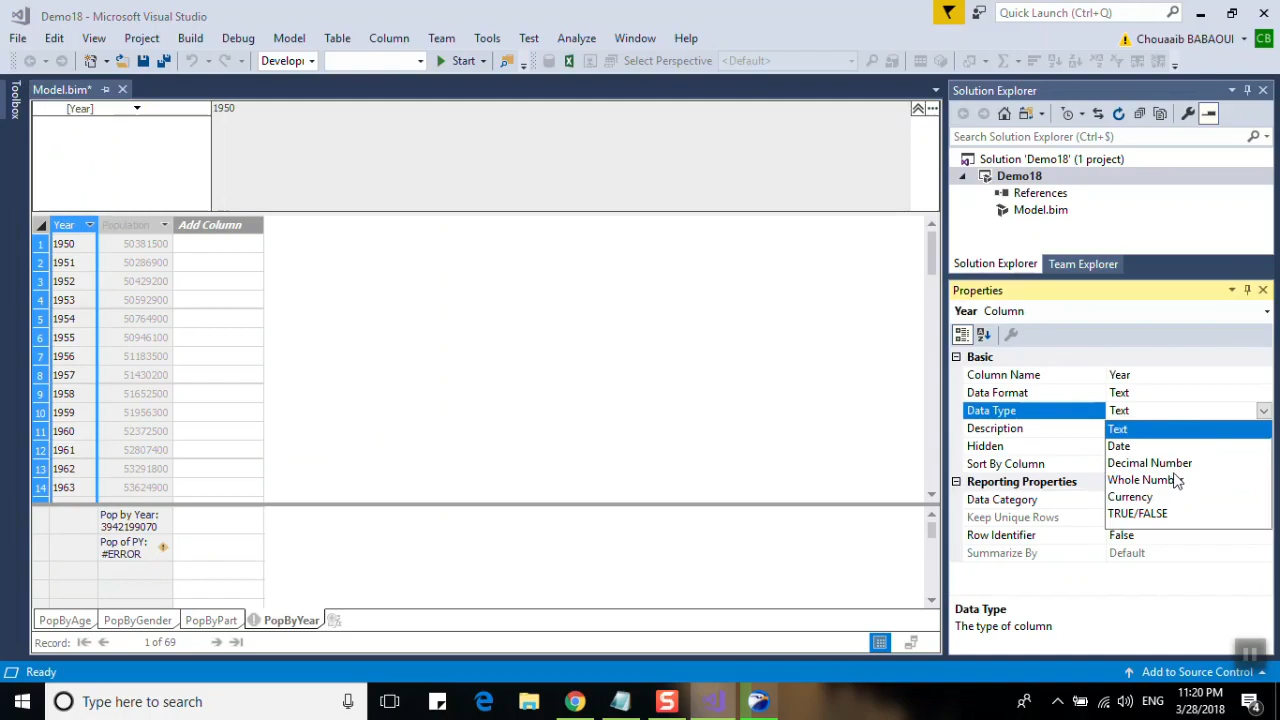 Demo18 - Microsoft Visual Studio
Quick Launch (Ctrl+Q)
File Edit View Project Build Debug Model Table Column Team Tools Test Analyze Window Help
Chouaaib BABAOUI CB
Start Select Perspective <Default>
Toolbox
Model.bim*
[Year] 1950
Year Population Add Column
1 1950 50381500
2 1951 50286900
3 1952 50429200
4 1953 50592900
5 1954 50764900
6 1955 50946100
7 1956 51183500
8 1957 51430200
9 1958 51652500
10 1959 51956300
11 1960 52372500
12 1961 52807400
13 1962 53291800
14 1963 53624900
Pop by Year:
3942199070
Pop of PY:
#ERROR
PopByAge PopByGender PopByPart PopByYear
Record: 1 of 69
Solution Explorer
Search Solution Explorer (Ctrl+$)
Solution 'Demo18' (1 project)
Demo18
References
Model.bim
Solution Explorer Team Explorer
Properties
Year Column
Basic
Column Name Year
Data Format Text
Data Type Text
Description
Hidden
Sort By Column
Text
Date
Decimal Number
Currency
TRUE/FALSE
Reporting Properties
Data Category
Keep Unique Rows
Row Identifier False
Summarize By Default
Data Type
The type of column
Ready
Add to Source Control
Type here to search
ENG
11:20 PM
3/28/2018
4